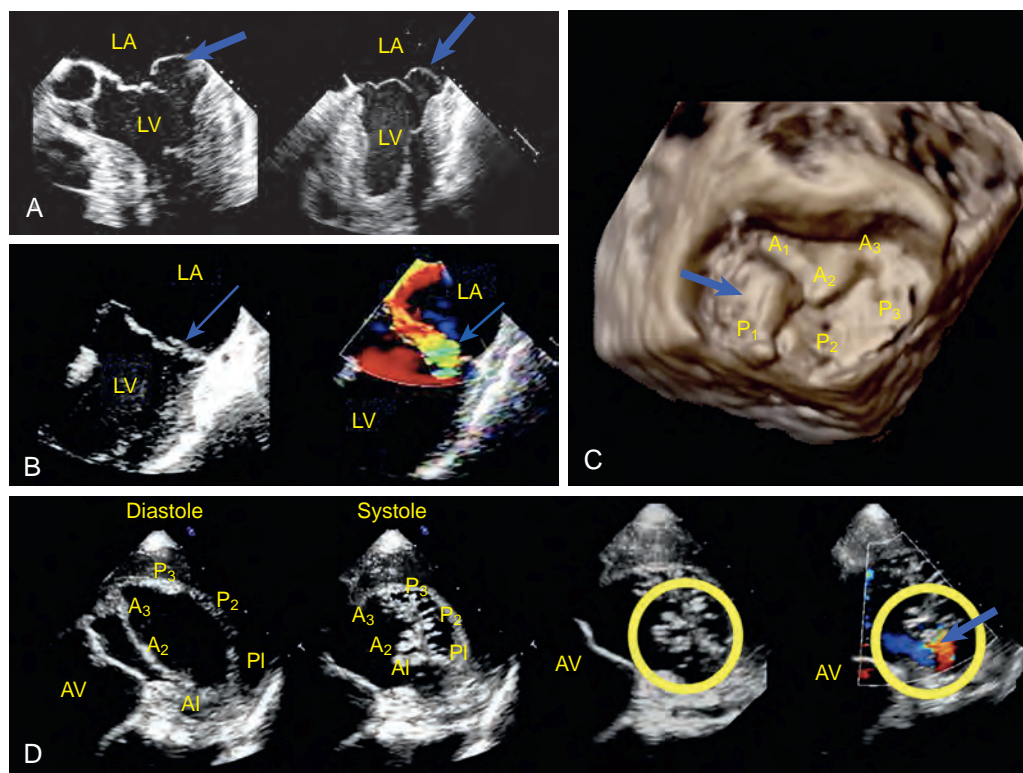 LA
LV
LA
LV
A
LA
LV
LA
LV
B
A₁
A₃
A₂
P₃
P₁
P₂
C
Diastole
P₃
P₂
A₃
A₂
Pl
AV
Al
Systole
P₃
A₃
P₂
A₂
Al
Pl
AV
AV
D